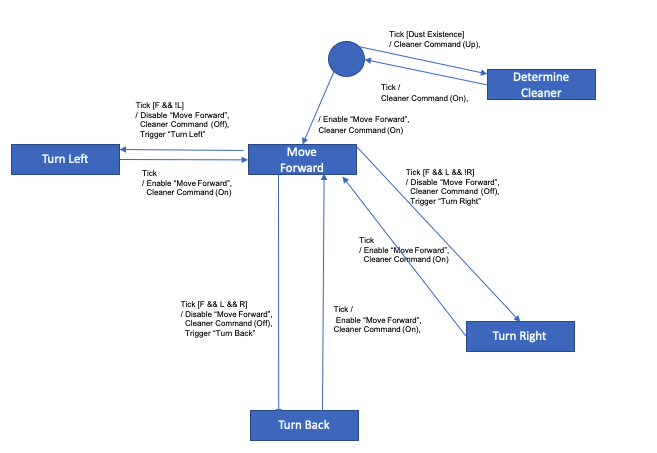 Tick [Dust Existence]
/ Cleaner Command (Up),
Determine
Cleaner
Tick /
Cleaner Command (On),
/ Enable “Move Forward”,
Cleaner Command (On)
Tick [F && !L]
/ Disable “Move Forward”,
Cleaner Command (Off),
Trigger “Turn Left”
Turn Left
Move
Forward
Tick
/ Enable “Move Forward”,
Cleaner Command (On)
Tick [F && L && !R]
/ Disable “Move Forward”,
Cleaner Command (Off),
Trigger “Turn Right”
Tick
/ Enable “Move Forward”,
Cleaner Command (On)
Tick [F && L && R]
/ Disable “Move Forward”,
Cleaner Command (Off),
Trigger “Turn Back”
Tick /
Enable “Move Forward”,
Cleaner Command (On),
Turn Right
Turn Back